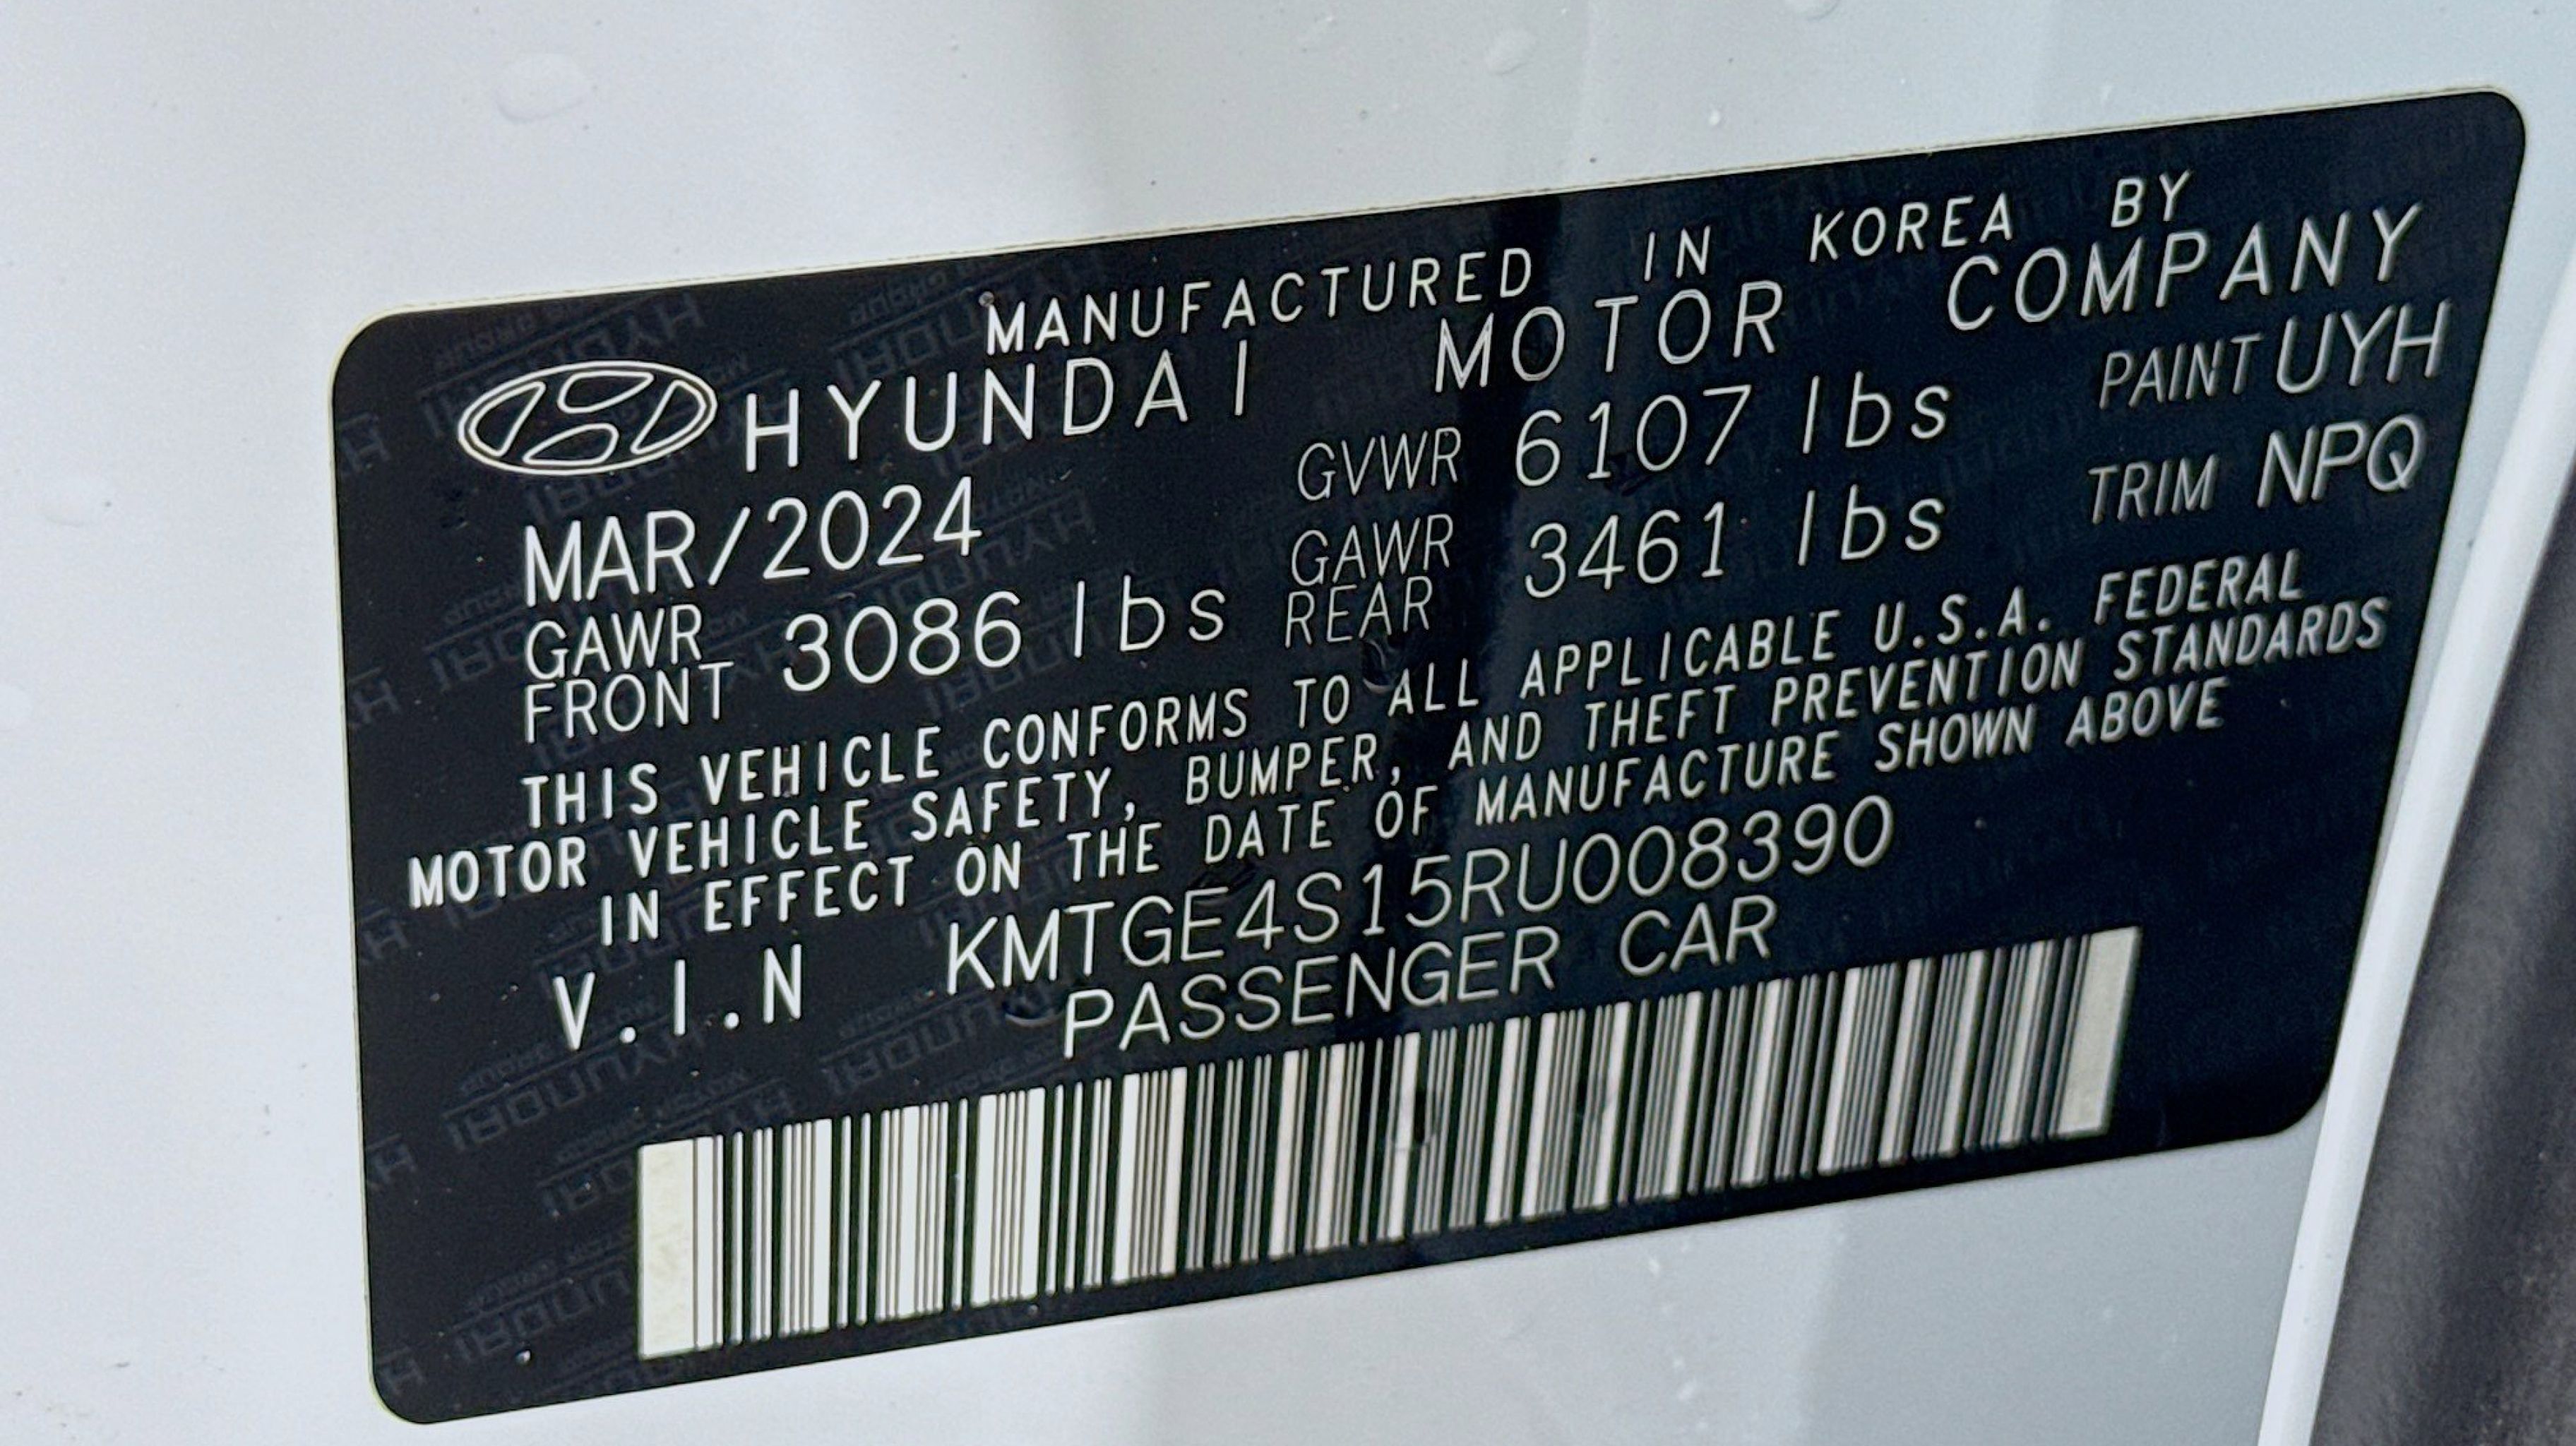 MANUFACTURED IN KOREA BY
HYUNDAI MOTOR COMPANY
MAR/2024 GVWR 6107 lbs PAINT UYH
GAWR FRONT 3086 lbs GAWR REAR 3461 lbs TRIM NPQ
THIS VEHICLE CONFORMS TO ALL APPLICABLE U.S.A. FEDERAL
MOTOR VEHICLE SAFETY, BUMPER, AND THEFT PREVENTION STANDARDS
IN EFFECT ON THE DATE OF MANUFACTURE SHOWN ABOVE
V.I.N KMTGE4S15RU008390
PASSENGER CAR